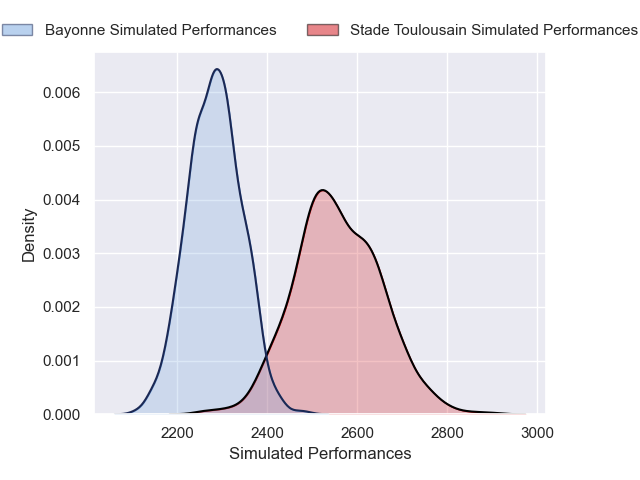 Bayonne Simulated Performances Stade Toulousain Simulated Performances
0.006
0.005
0.004
0.003
0.002
0.001
0.000
Density
2200 2400 2600 2800 3000
Simulated Performances